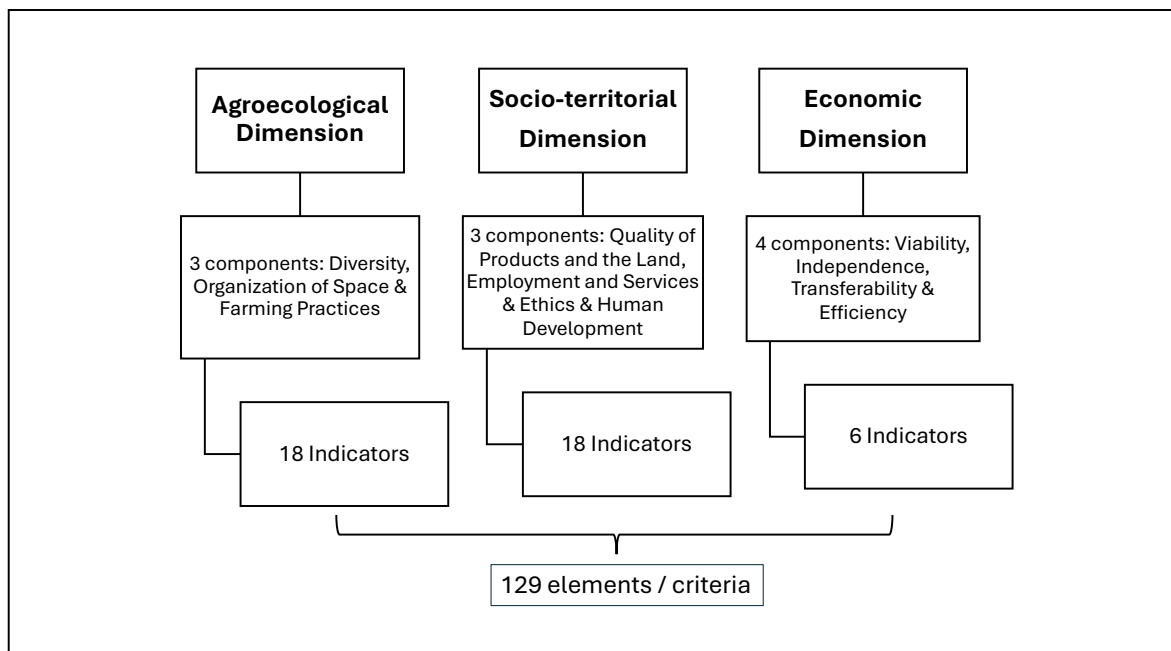 Agroecological
Dimension
Socio-territorial
Dimension
Economic
Dimension
3 components: Diversity,
Organization of Space &
Farming Practices
3 components: Quality of
Products and the Land,
Employment and Services
& Ethics & Human
Development
4 components: Viability,
Independence,
Transferability &
Efficiency
18 Indicators
18 Indicators
6 Indicators
129 elements / criteria